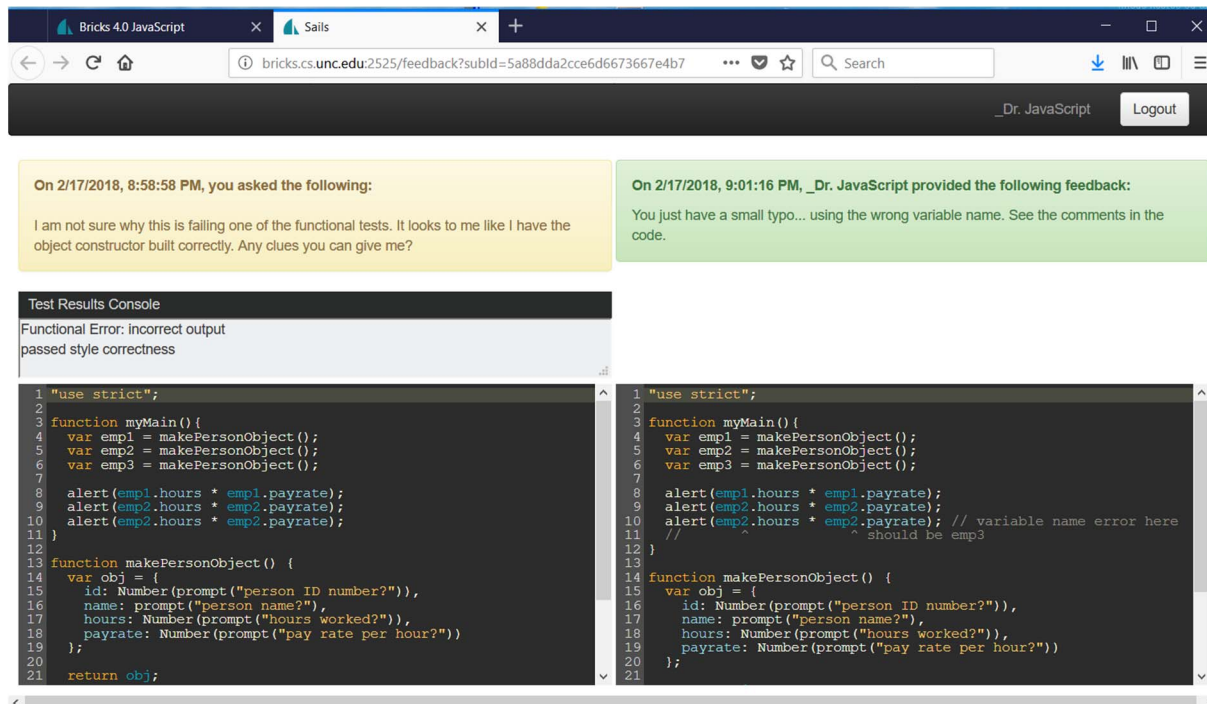 Bricks 4.0 JavaScript
Sails
bricks.cs.unc.edu:2525/feedback?subId=5a88dda2cce6d6673667e4b7
Search
_Dr. JavaScript
Logout
On 2/17/2018, 8:58:58 PM, you asked the following:
I am not sure why this is failing one of the functional tests. It looks to me like I have the
object constructor built correctly. Any clues you can give me?
On 2/17/2018, 9:01:16 PM, _Dr. JavaScript provided the following feedback:
You just have a small typo... using the wrong variable name. See the comments in the
code.
Test Results Console
Functional Error: incorrect output
passed style correctness
1 "use strict";
2
3 function myMain(){
4   var emp1 = makePersonObject();
5   var emp2 = makePersonObject();
6   var emp3 = makePersonObject();
7
8   alert(emp1.hours * emp1.payrate);
9   alert(emp2.hours * emp2.payrate);
10   alert(emp2.hours * emp2.payrate);
11 }
12
13 function makePersonObject() {
14   var obj = {
15     id: Number(prompt("person ID number?")),
16     name: prompt("person name?"),
17     hours: Number(prompt("hours worked?")),
18     payrate: Number(prompt("pay rate per hour?"))
19   };
20
21   return obj;
1 "use strict";
2
3 function myMain(){
4   var emp1 = makePersonObject();
5   var emp2 = makePersonObject();
6   var emp3 = makePersonObject();
7
8   alert(emp1.hours * emp1.payrate);
9   alert(emp2.hours * emp2.payrate);
10   alert(emp2.hours * emp2.payrate); // variable name error here
11   //       ^            ^ should be emp3
12 }
13
14 function makePersonObject() {
15   var obj = {
16     id: Number(prompt("person ID number?")),
17     name: prompt("person name?"),
18     hours: Number(prompt("hours worked?")),
19     payrate: Number(prompt("pay rate per hour?"))
20   };
21